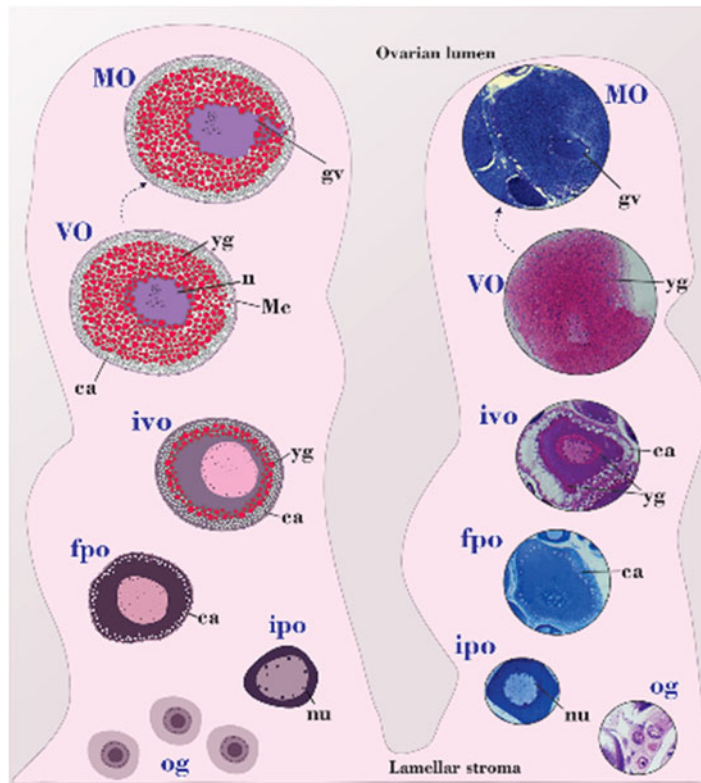 Ovarian lumen
MO
MO
gv
gv
VO
yg
n
Mc
ca
VO
yg
ivo
yg
ca
ivo
ca
yg
fpo
ca
fpo
ca
ipo
nu
ipo
nu
og
og
Lamellar stroma